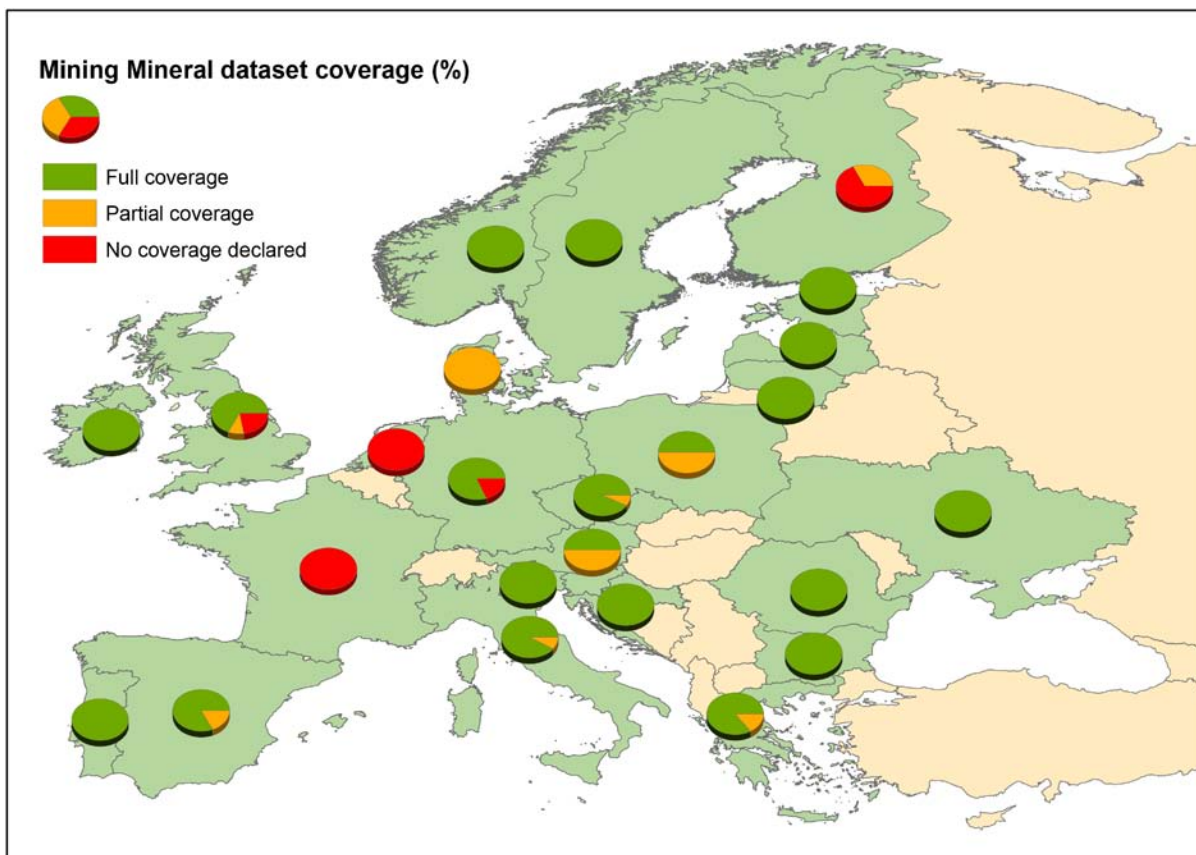 Mining Mineral dataset coverage (%)
Full coverage
Partial coverage
No coverage declared